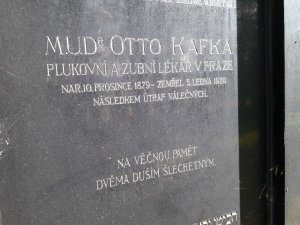 MUDR OTTO KAFKA
PLUKOVNÍ A ZUBNÍ LÉKAŘ V PRAZE
NAR. 10. PROSINCE 1879 – ZEMŘEL 5. LEDNA 1920
NÁSLEDKEM ÚTRAP VÁLEČNÝCH.
NA VĚČNOU PAMĚŤ
DVĚMA DUŠÍM ŠLECHETNÝM.